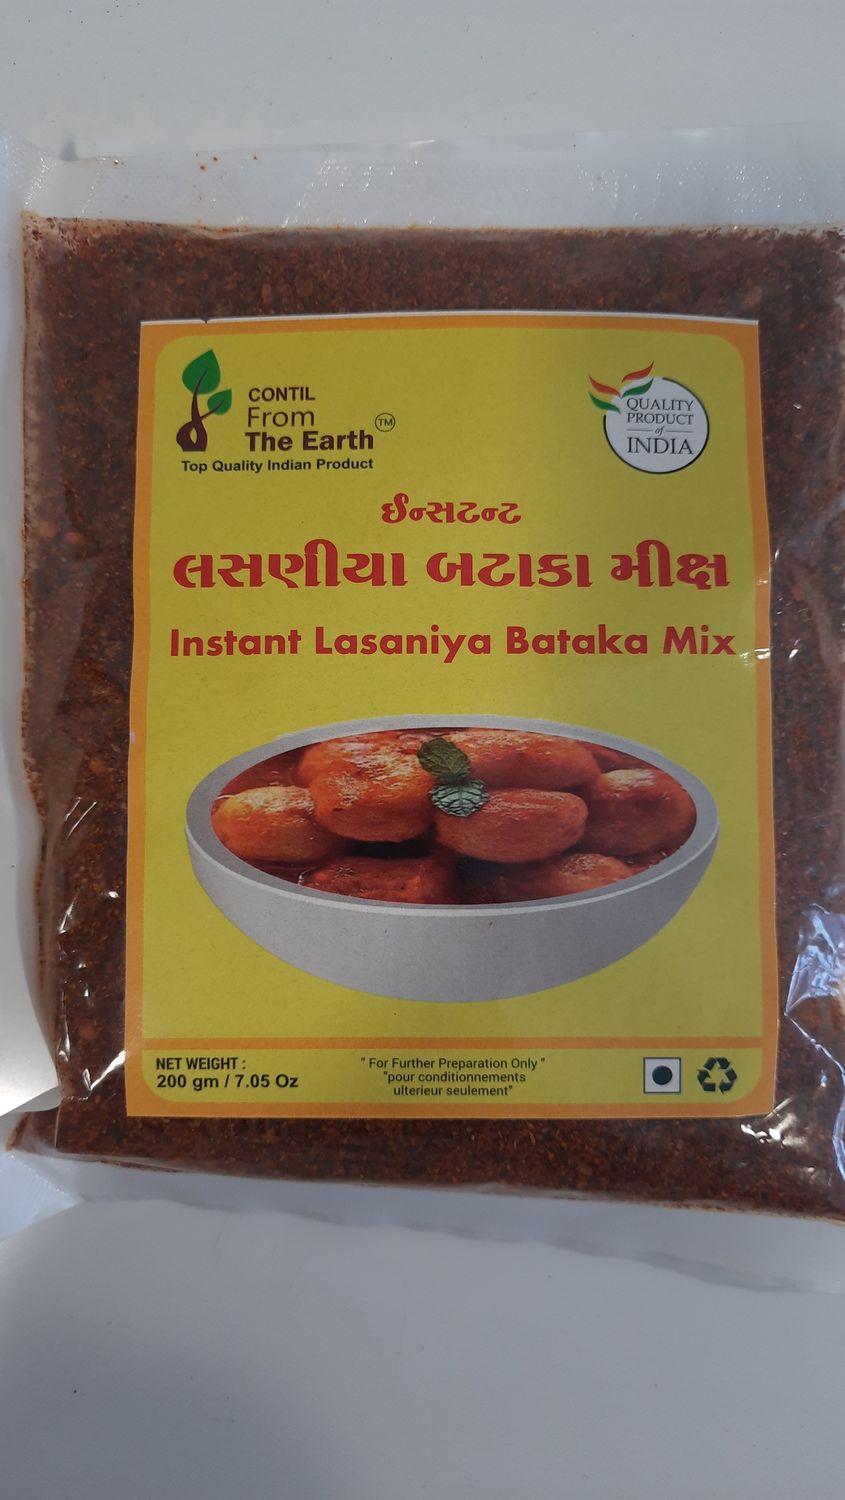 CONTIL
From
The Earth TM
Top Quality Indian Product
QUALITY
PRODUCT
of
INDIA
ઈન્સટન્ટ
લસણીયા બટાકા મીક્ષ
Instant Lasaniya Bataka Mix
NET WEIGHT :
200 gm / 7.05 Oz
" For Further Preparation Only "
"pour conditionnements
ulterieur seulement"